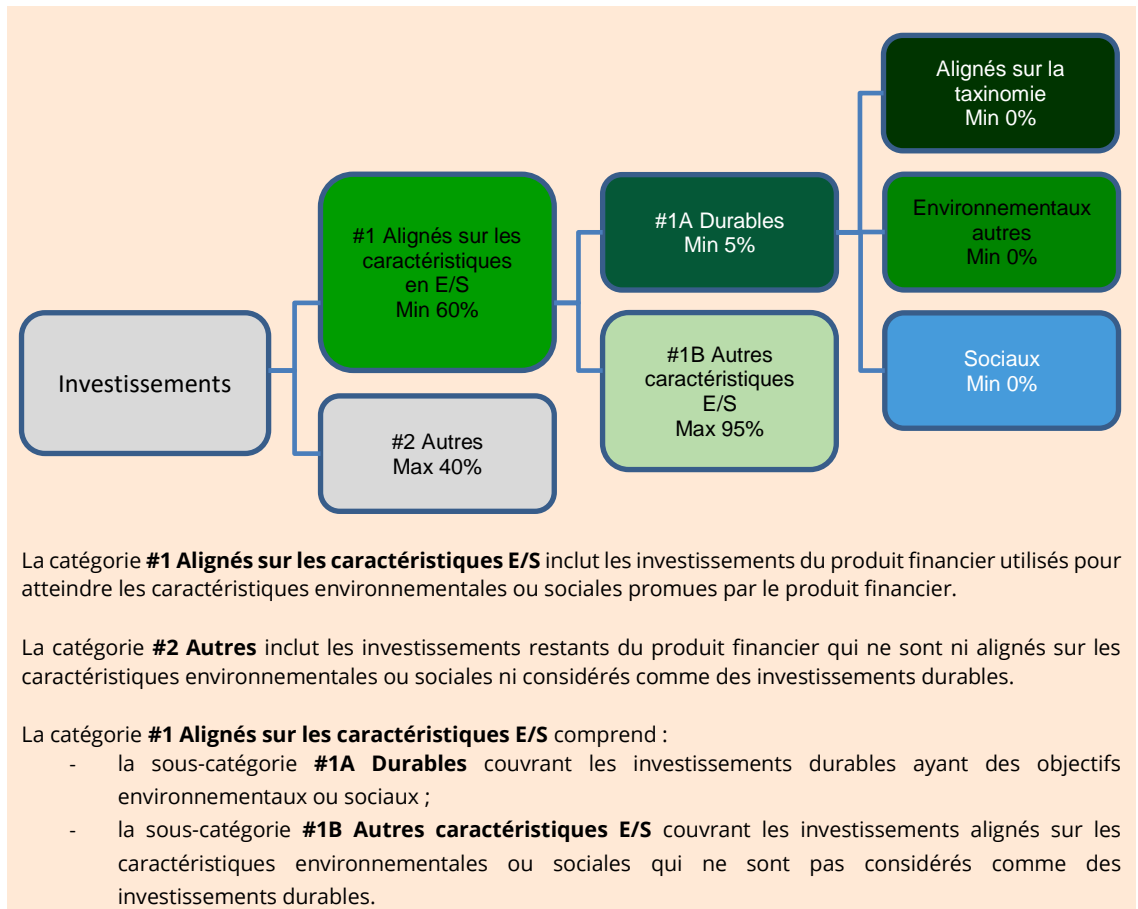 Investissements
#1 Alignés sur les
caractéristiques
en E/S
Min 60%
#2 Autres
Max 40%
#1A Durables
Min 5%
#1B Autres
caractéristiques
E/S
Max 95%
Alignés sur la
taxinomie
Min 0%
Environnementaux
autres
Min 0%
Sociaux
Min 0%
La catégorie #1 Alignés sur les caractéristiques E/S inclut les investissements du produit financier utilisés pour
atteindre les caractéristiques environnementales ou sociales promues par le produit financier.
La catégorie #2 Autres inclut les investissements restants du produit financier qui ne sont ni alignés sur les
caractéristiques environnementales ou sociales ni considérés comme des investissements durables.
La catégorie #1 Alignés sur les caractéristiques E/S comprend :
- la sous-catégorie #1A Durables couvrant les investissements durables ayant des objectifs
environnementaux ou sociaux ;
- la sous-catégorie #1B Autres caractéristiques E/S couvrant les investissements alignés sur les
caractéristiques environnementales ou sociales qui ne sont pas considérés comme des
investissements durables.